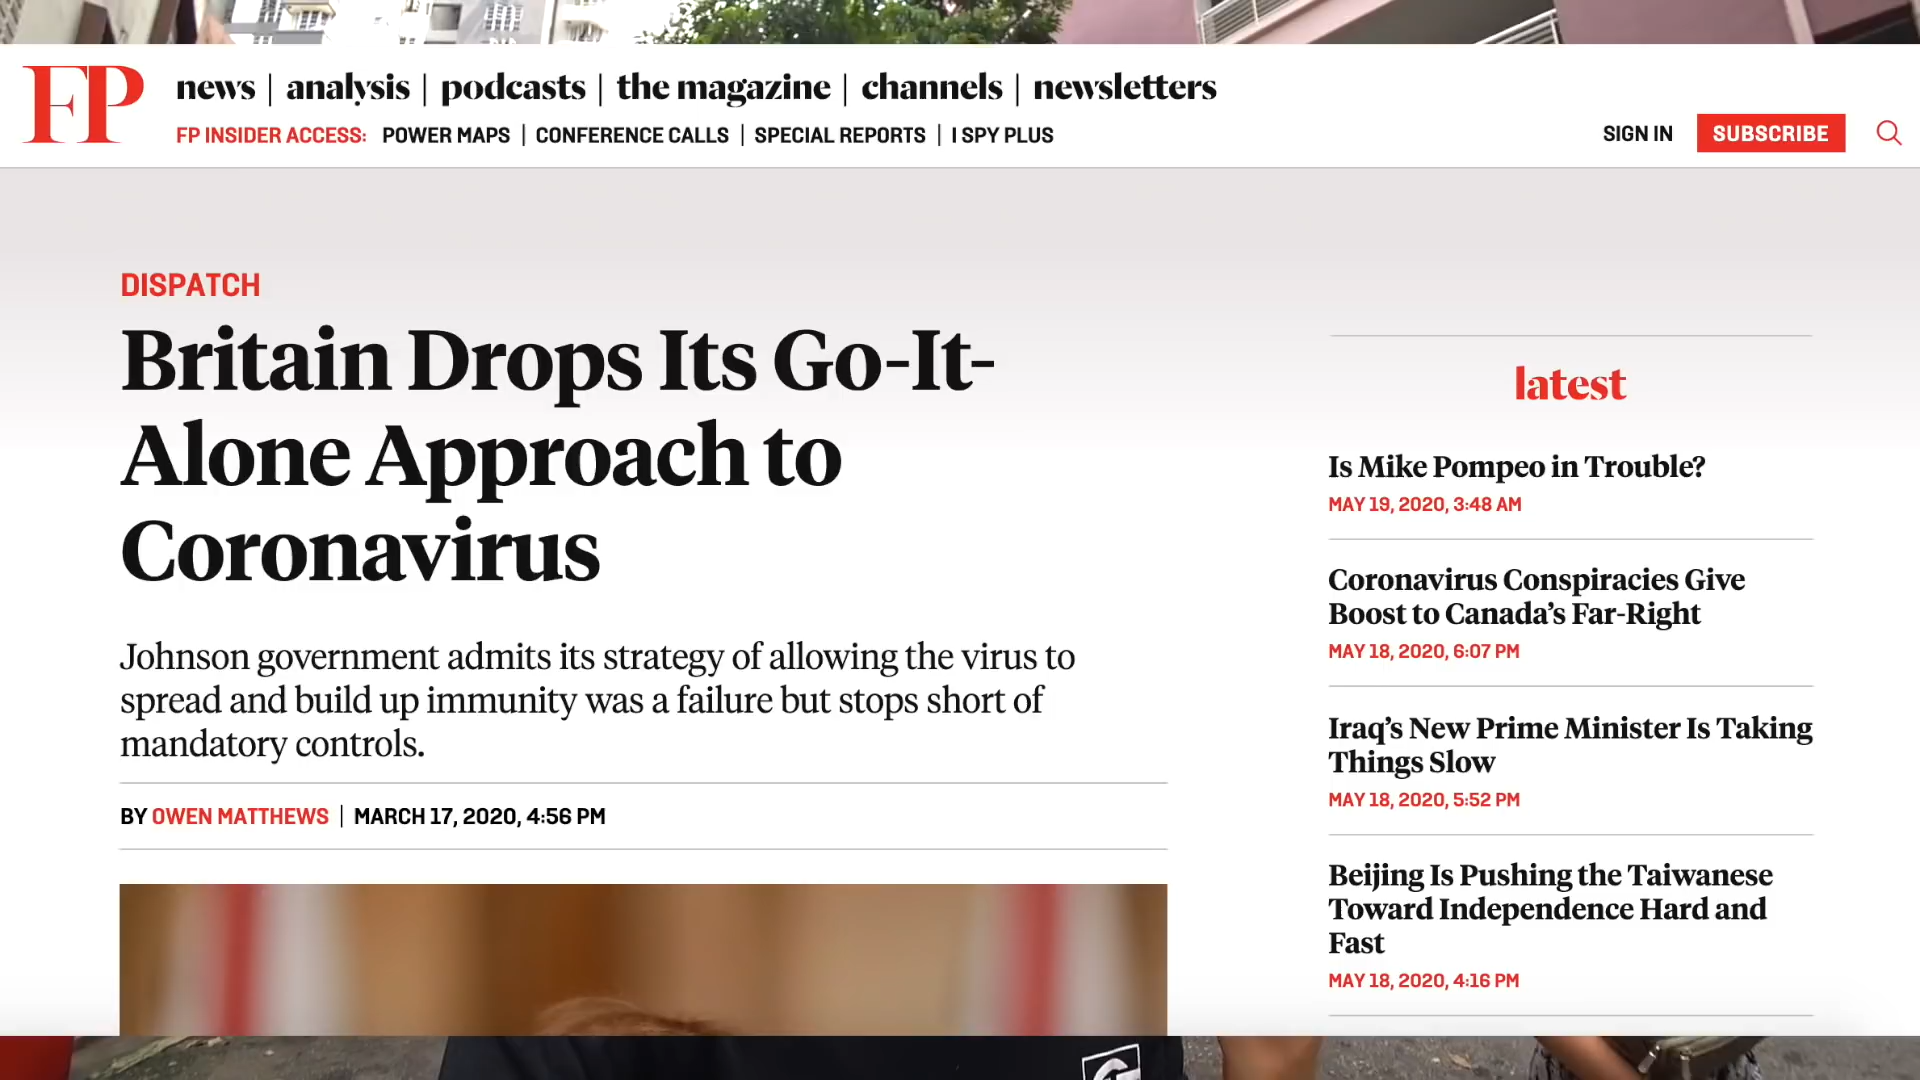 FP
news | analysis | podcasts | the magazine | channels | newsletters
FP INSIDER ACCESS: POWER MAPS | CONFERENCE CALLS | SPECIAL REPORTS | I SPY PLUS
SIGN IN
SUBSCRIBE
DISPATCH
Britain Drops Its Go-It-
Alone Approach to
Coronavirus
Johnson government admits its strategy of allowing the virus to
spread and build up immunity was a failure but stops short of
mandatory controls.
BY OWEN MATTHEWS | MARCH 17, 2020, 4:56 PM
latest
Is Mike Pompeo in Trouble?
MAY 19, 2020, 3:48 AM
Coronavirus Conspiracies Give
Boost to Canada’s Far-Right
MAY 18, 2020, 6:07 PM
Iraq’s New Prime Minister Is Taking
Things Slow
MAY 18, 2020, 5:52 PM
Beijing Is Pushing the Taiwanese
Toward Independence Hard and
Fast
MAY 18, 2020, 4:16 PM